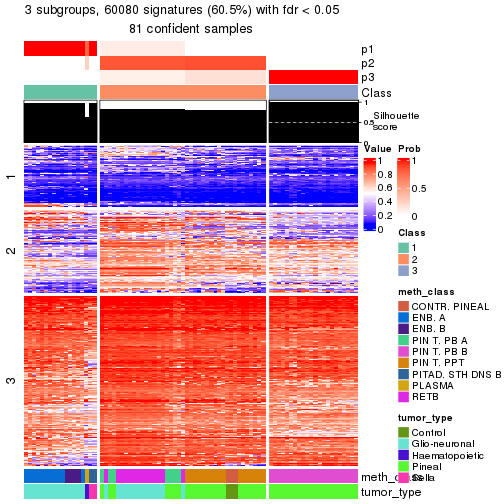 3 subgroups, 60080 signatures (60.5%) with fdr < 0.05
81 confident samples
p1
p2
p3
Class
1
0.5
0
Silhouette
score
1
2
3
Value
1
0.8
0.6
0.4
0.2
0
Prob
1
0.5
0
Class
1
2
3
meth_class
CONTR. PINEAL
ENB. A
ENB. B
PIN T. PB A
PIN T. PB B
PIN T. PPT
PITAD. STH DNS B
PLASMA
RETB
tumor_type
Control
Glio-neuronal
Haematopoietic
Pineal
Sella
meth_class
tumor_type